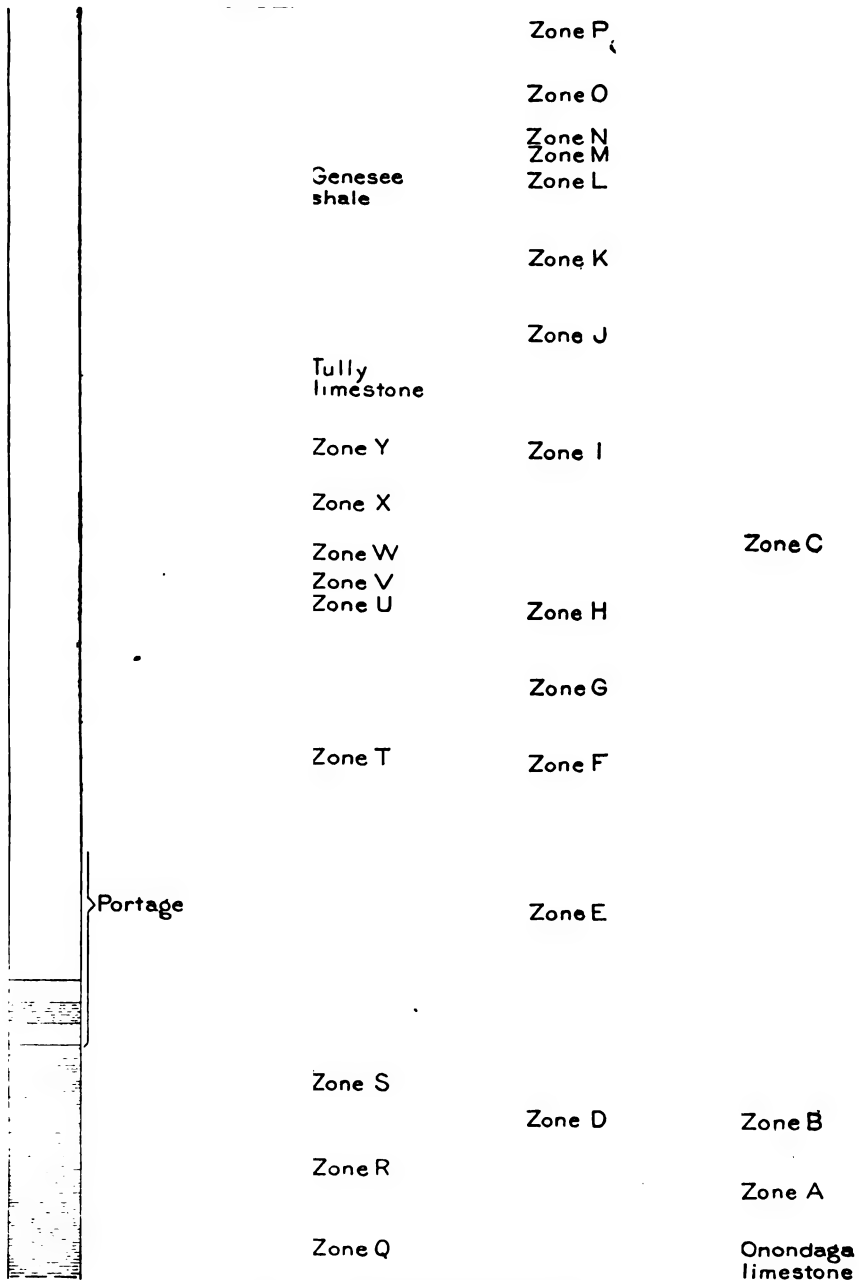 Portage
Genesee
shale
Tully
limestone
Zone Y
Zone X
Zone W
Zone V
Zone U
Zone T
Zone S
Zone R
Zone Q
Zone P
Zone O
Zone N
Zone M
Zone L
Zone K
Zone J
Zone I
Zone H
Zone G
Zone F
Zone E
Zone D
Zone C
Zone B
Zone A
Onondaga
limestone